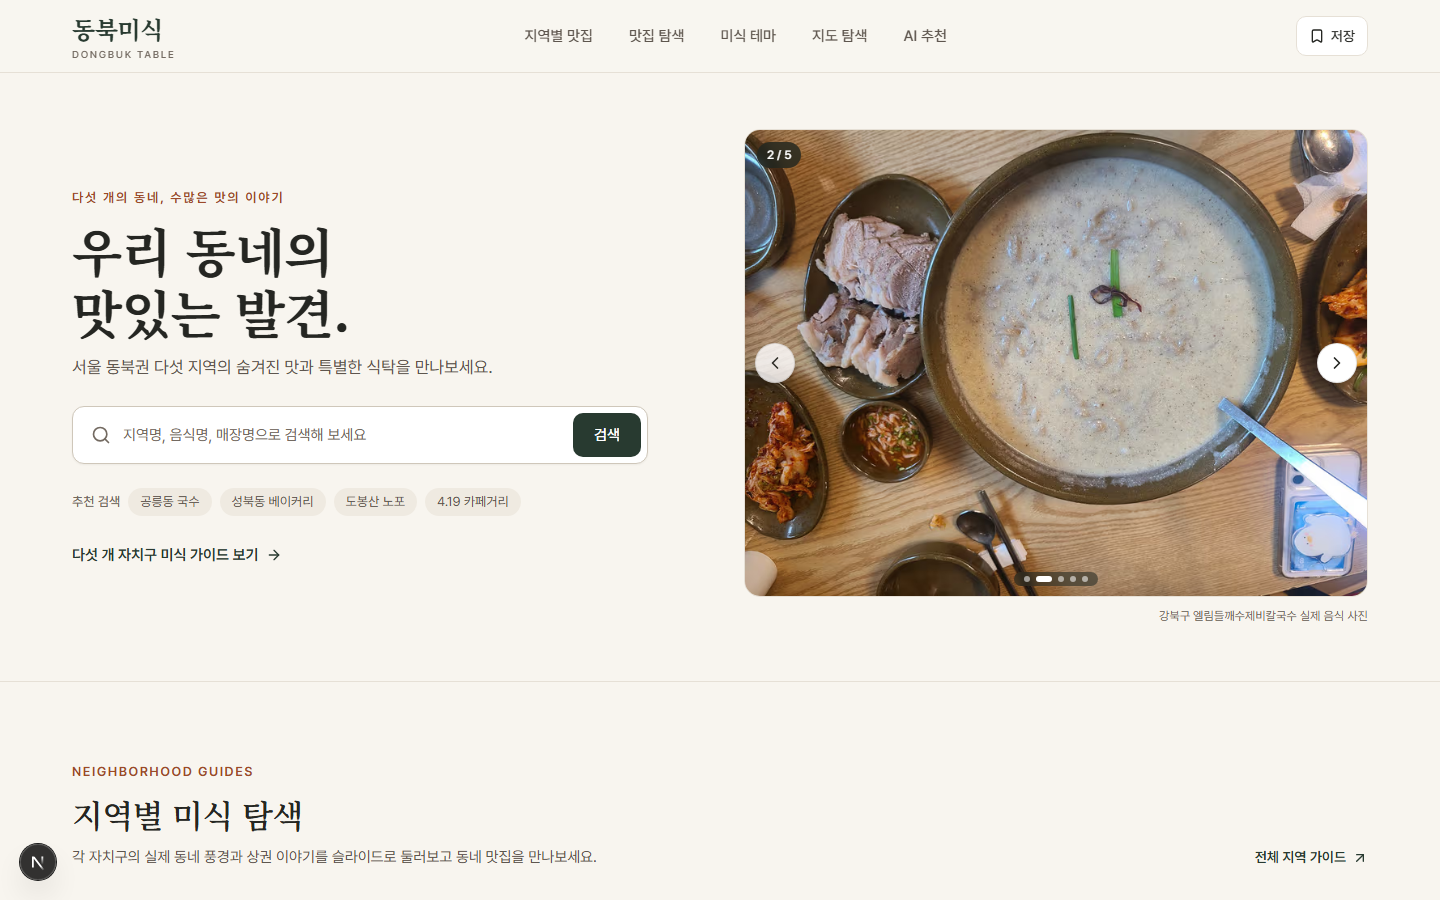 동북미식
DONGBUK TABLE
지역별 맛집
맛집 탐색
미식 테마
지도 탐색
AI 추천
저장
다섯 개의 동네, 수많은 맛의 이야기
우리 동네의
맛있는 발견.
서울 동북권 다섯 지역의 숨겨진 맛과 특별한 식탁을 만나보세요.
지역명, 음식명, 매장명으로 검색해 보세요
검색
추천 검색
공릉동 국수
성북동 베이커리
도봉산 노포
4.19 카페거리
다섯 개 자치구 미식 가이드 보기
2 / 5
강북구 엘림들깨수제비칼국수 실제 음식 사진
NEIGHBORHOOD GUIDES
지역별 미식 탐색
각 자치구의 실제 동네 풍경과 상권 이야기를 슬라이드로 둘러보고 동네 맛집을 만나보세요.
전체 지역 가이드
N